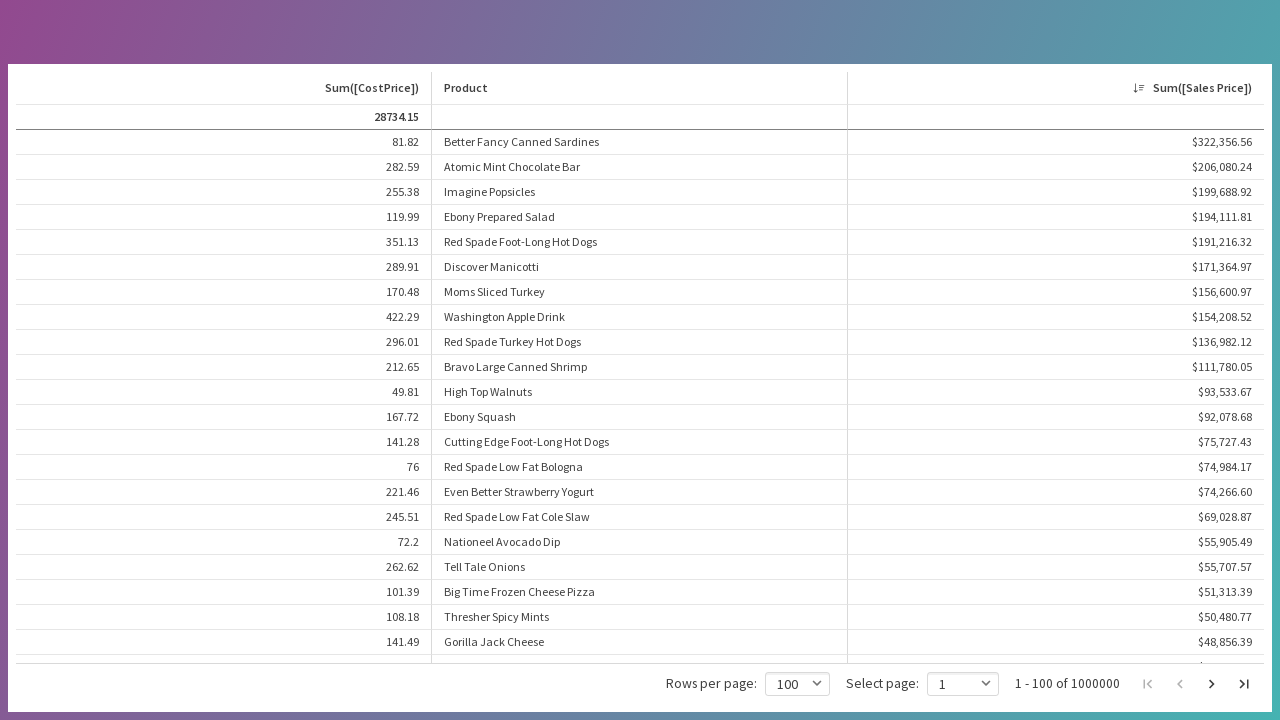 Sum([CostPrice]) Product Sum([Sales Price])
28734.15
81.82 Better Fancy Canned Sardines $322,356.56
282.59 Atomic Mint Chocolate Bar $206,080.24
255.38 Imagine Popsicles $199,688.92
119.99 Ebony Prepared Salad $194,111.81
351.13 Red Spade Foot-Long Hot Dogs $191,216.32
289.91 Discover Manicotti $171,364.97
170.48 Moms Sliced Turkey $156,600.97
422.29 Washington Apple Drink $154,208.52
296.01 Red Spade Turkey Hot Dogs $136,982.12
212.65 Bravo Large Canned Shrimp $111,780.05
49.81 High Top Walnuts $93,533.67
167.72 Ebony Squash $92,078.68
141.28 Cutting Edge Foot-Long Hot Dogs $75,727.43
76 Red Spade Low Fat Bologna $74,984.17
221.46 Even Better Strawberry Yogurt $74,266.60
245.51 Red Spade Low Fat Cole Slaw $69,028.87
72.2 Nationeel Avocado Dip $55,905.49
262.62 Tell Tale Onions $55,707.57
101.39 Big Time Frozen Cheese Pizza $51,313.39
108.18 Thresher Spicy Mints $50,480.77
141.49 Gorilla Jack Cheese $48,856.39
Rows per page: 100 Select page: 1 1 - 100 of 1000000